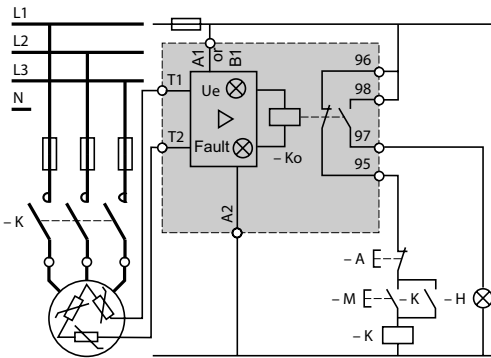 L1
L2
L3
N
A1
or
B1
T1
T2
Ue
Fault
– Ko
A2
96
98
97
95
– K
– A
– M
– K
– H
– K